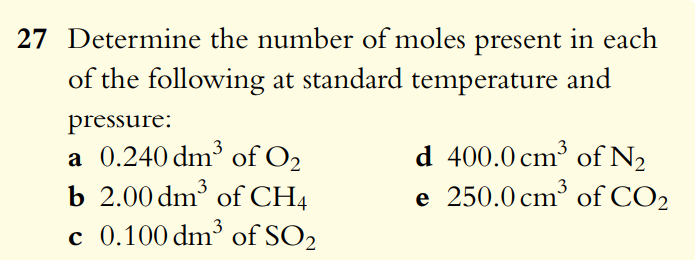 27 Determine the number of moles present in each
of the following at standard temperature and
pressure:
a 0.240 dm³ of O₂
b 2.00 dm³ of CH₄
c 0.100 dm³ of SO₂
d 400.0 cm³ of N₂
e 250.0 cm³ of CO₂